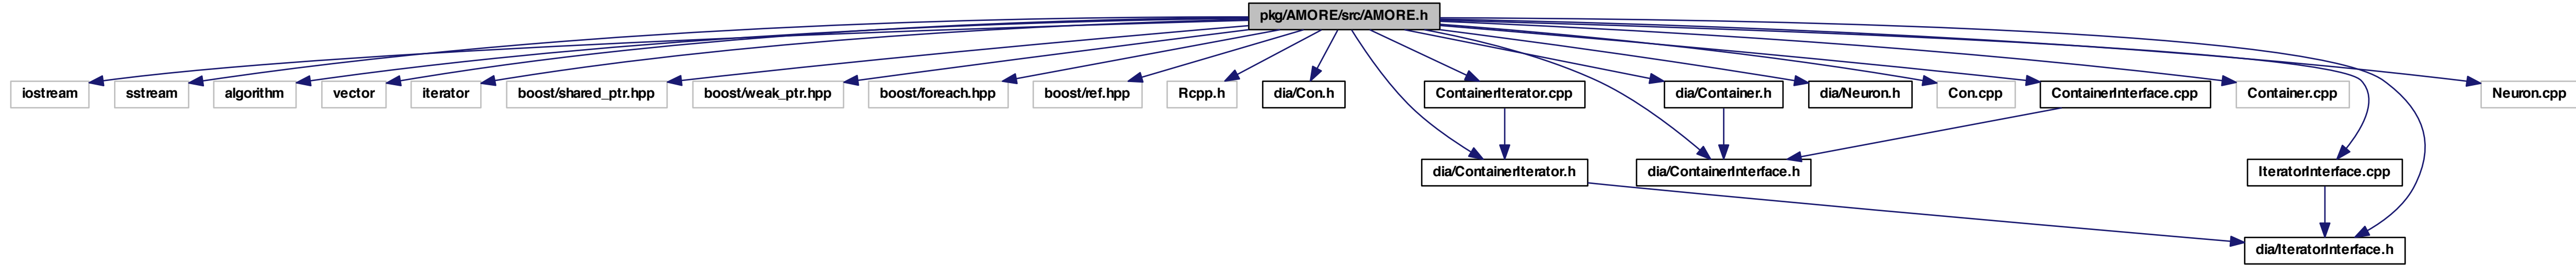 pkg/AMORE/src/AMORE.h
iostream
sstream
algorithm
vector
iterator
boost/shared_ptr.hpp
boost/weak_ptr.hpp
boost/foreach.hpp
boost/ref.hpp
Rcpp.h
dia/Con.h
ContainerIterator.cpp
dia/Container.h
dia/Neuron.h
Con.cpp
ContainerInterface.cpp
Container.cpp
Neuron.cpp
dia/ContainerIterator.h
dia/ContainerInterface.h
IteratorInterface.cpp
dia/IteratorInterface.h